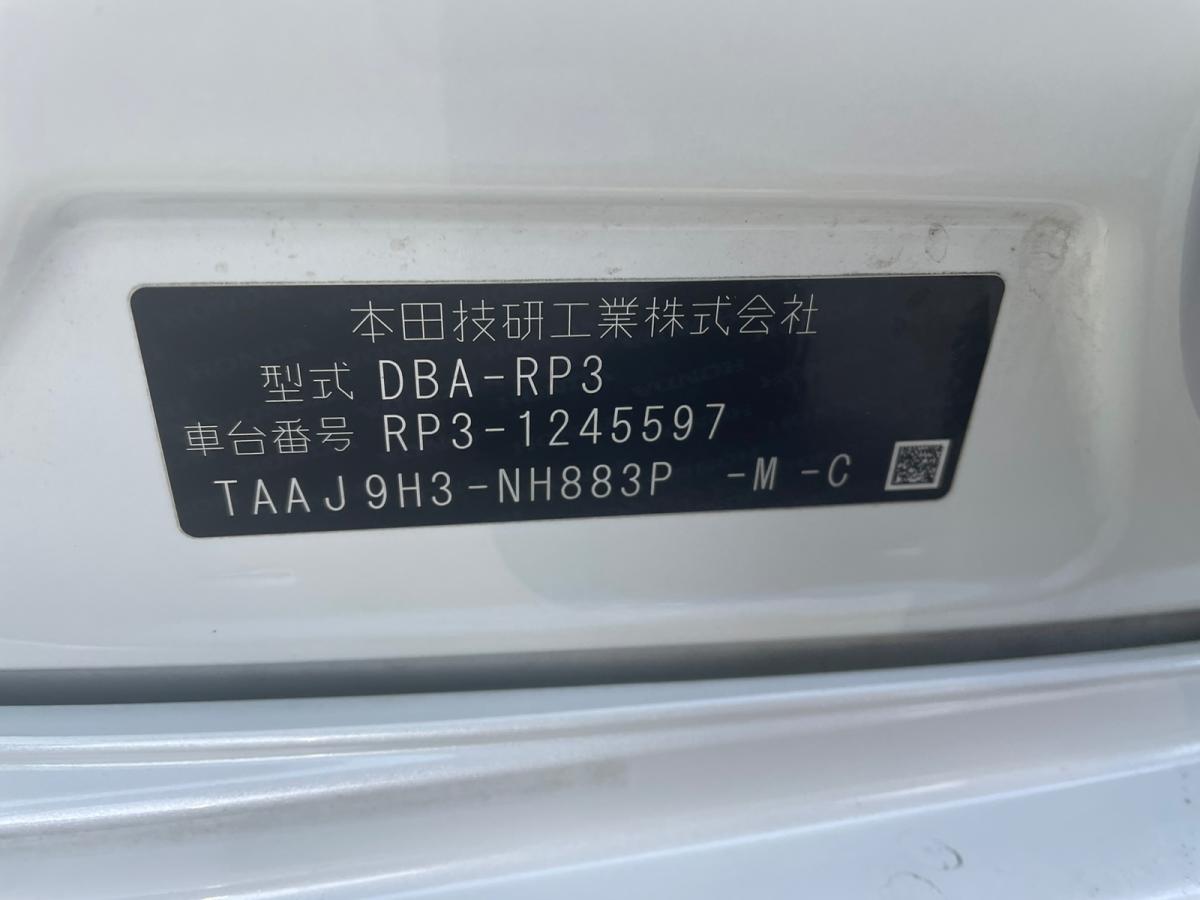 本田技研工業株式会社
型式 DBA-RP3
車台番号 RP3-1245597
TAAJ9H3-NH883P -M -C